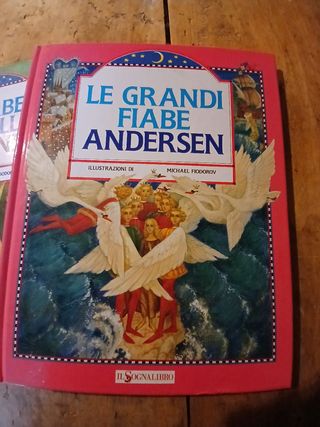 LE GRANDI
FIABE
ANDERSEN
ILLUSTRAZIONI DI MICHAEL FIODOROV
IL SOGNALIBRO